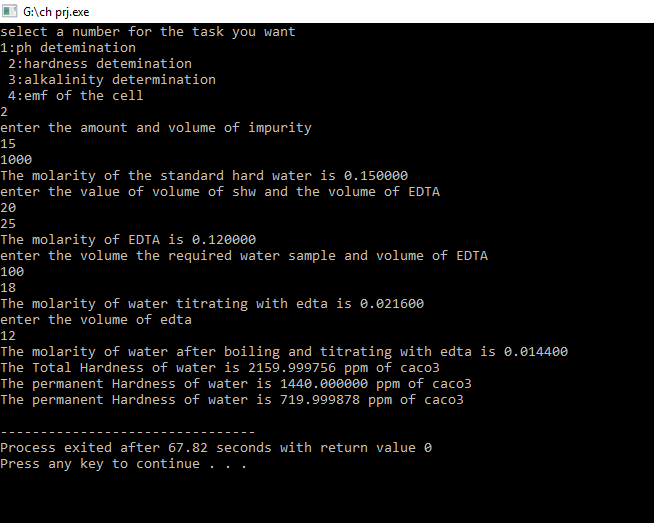 G:\ch prj.exe
select a number for the task you want
1:ph detemination
 2:hardness detemination
 3:alkalinity determination
 4:emf of the cell
2
enter the amount and volume of impurity
15
1000
The molarity of the standard hard water is 0.150000
enter the value of volume of shw and the volume of EDTA
20
25
The molarity of EDTA is 0.120000
enter the volume the required water sample and volume of EDTA
100
18
The molarity of water titrating with edta is 0.021600
enter the volume of edta
12
The molarity of water after boiling and titrating with edta is 0.014400
The Total Hardness of water is 2159.999756 ppm of caco3
The permanent Hardness of water is 1440.000000 ppm of caco3
The permanent Hardness of water is 719.999878 ppm of caco3

--------------------------------
Process exited after 67.82 seconds with return value 0
Press any key to continue . . .